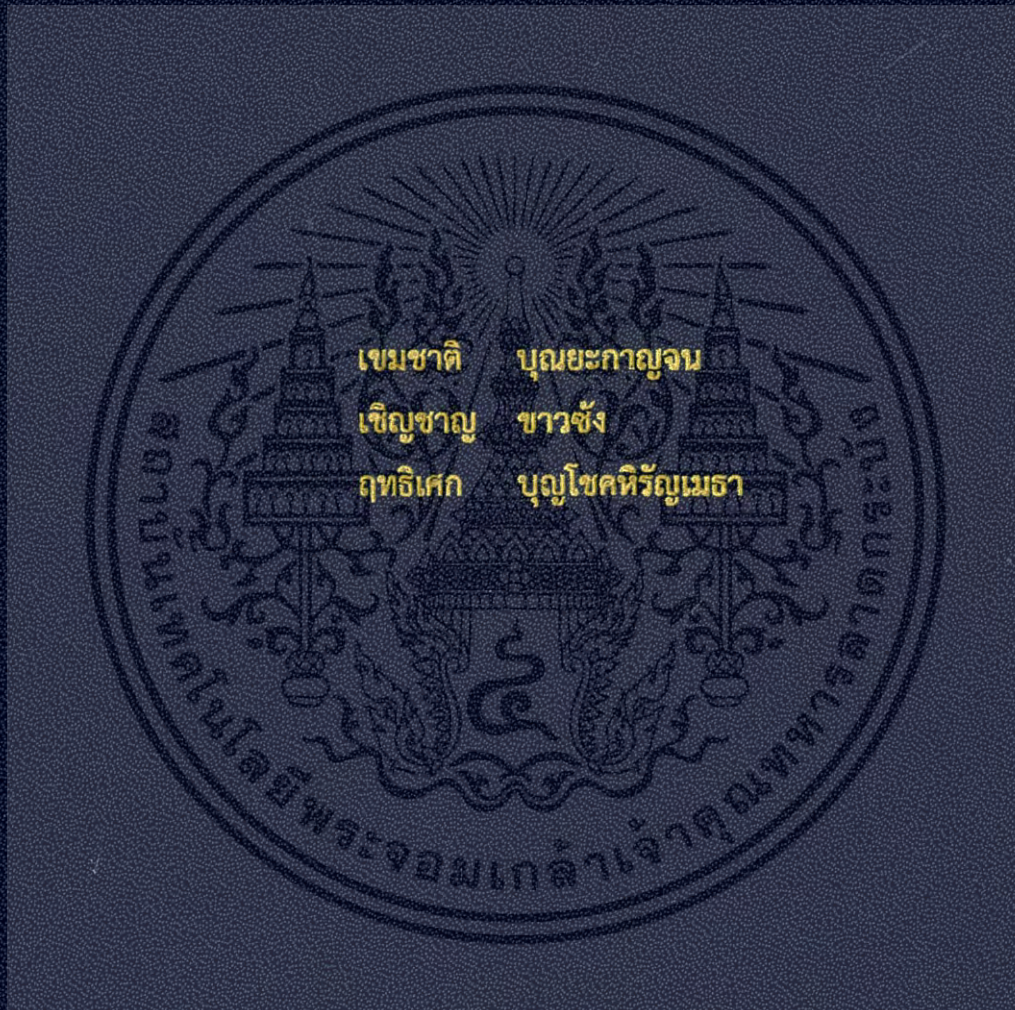 เขมชาติ บุณยะกาญจน
เชิญชาญ ขาวซัง
ฤทธิเศก บุญโชคหิรัญเมธา
สถาบันเทคโนโลยีพระจอมเกล้าเจ้าคุณทหารลาดกระบัง
๔